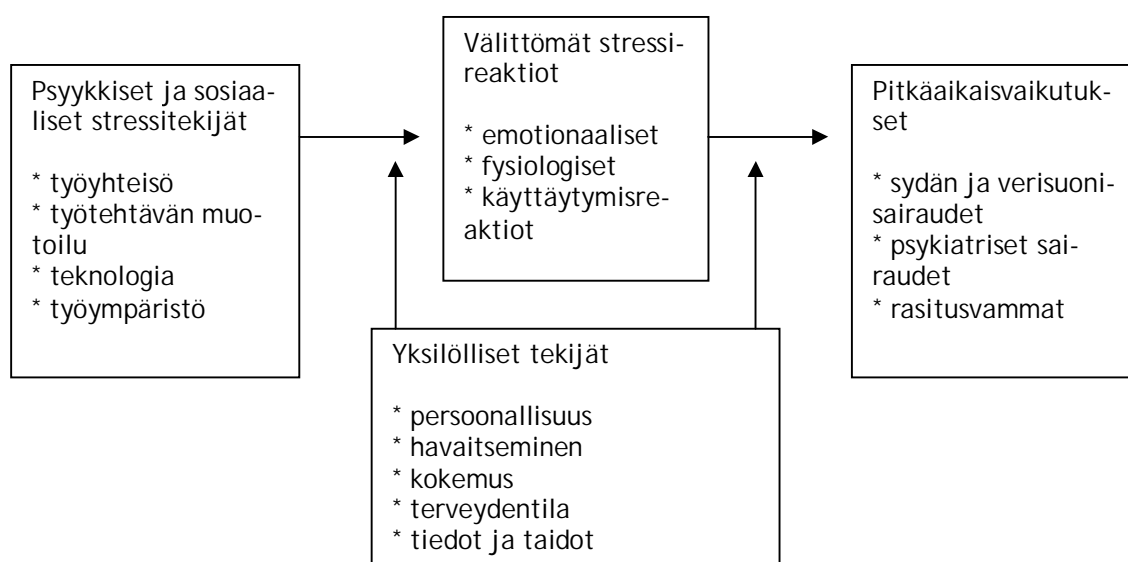 Psyykkiset ja sosiaa-
liset stressitekijät
* työyhteisö
* työtehtävän muo-
toilu
* teknologia
* työympäristö
Välittömät stressi-
reaktiot
* emotionaaliset
* fysiologiset
* käyttäytymisre-
aktiot
Pitkäaikaisvaikutuk-
set
* sydän ja verisuoni-
sairaudet
* psykiatriset sai-
raudet
* rasitusvammat
Yksilölliset tekijät
* persoonallisuus
* havaitseminen
* kokemus
* terveydentila
* tiedot ja taidot